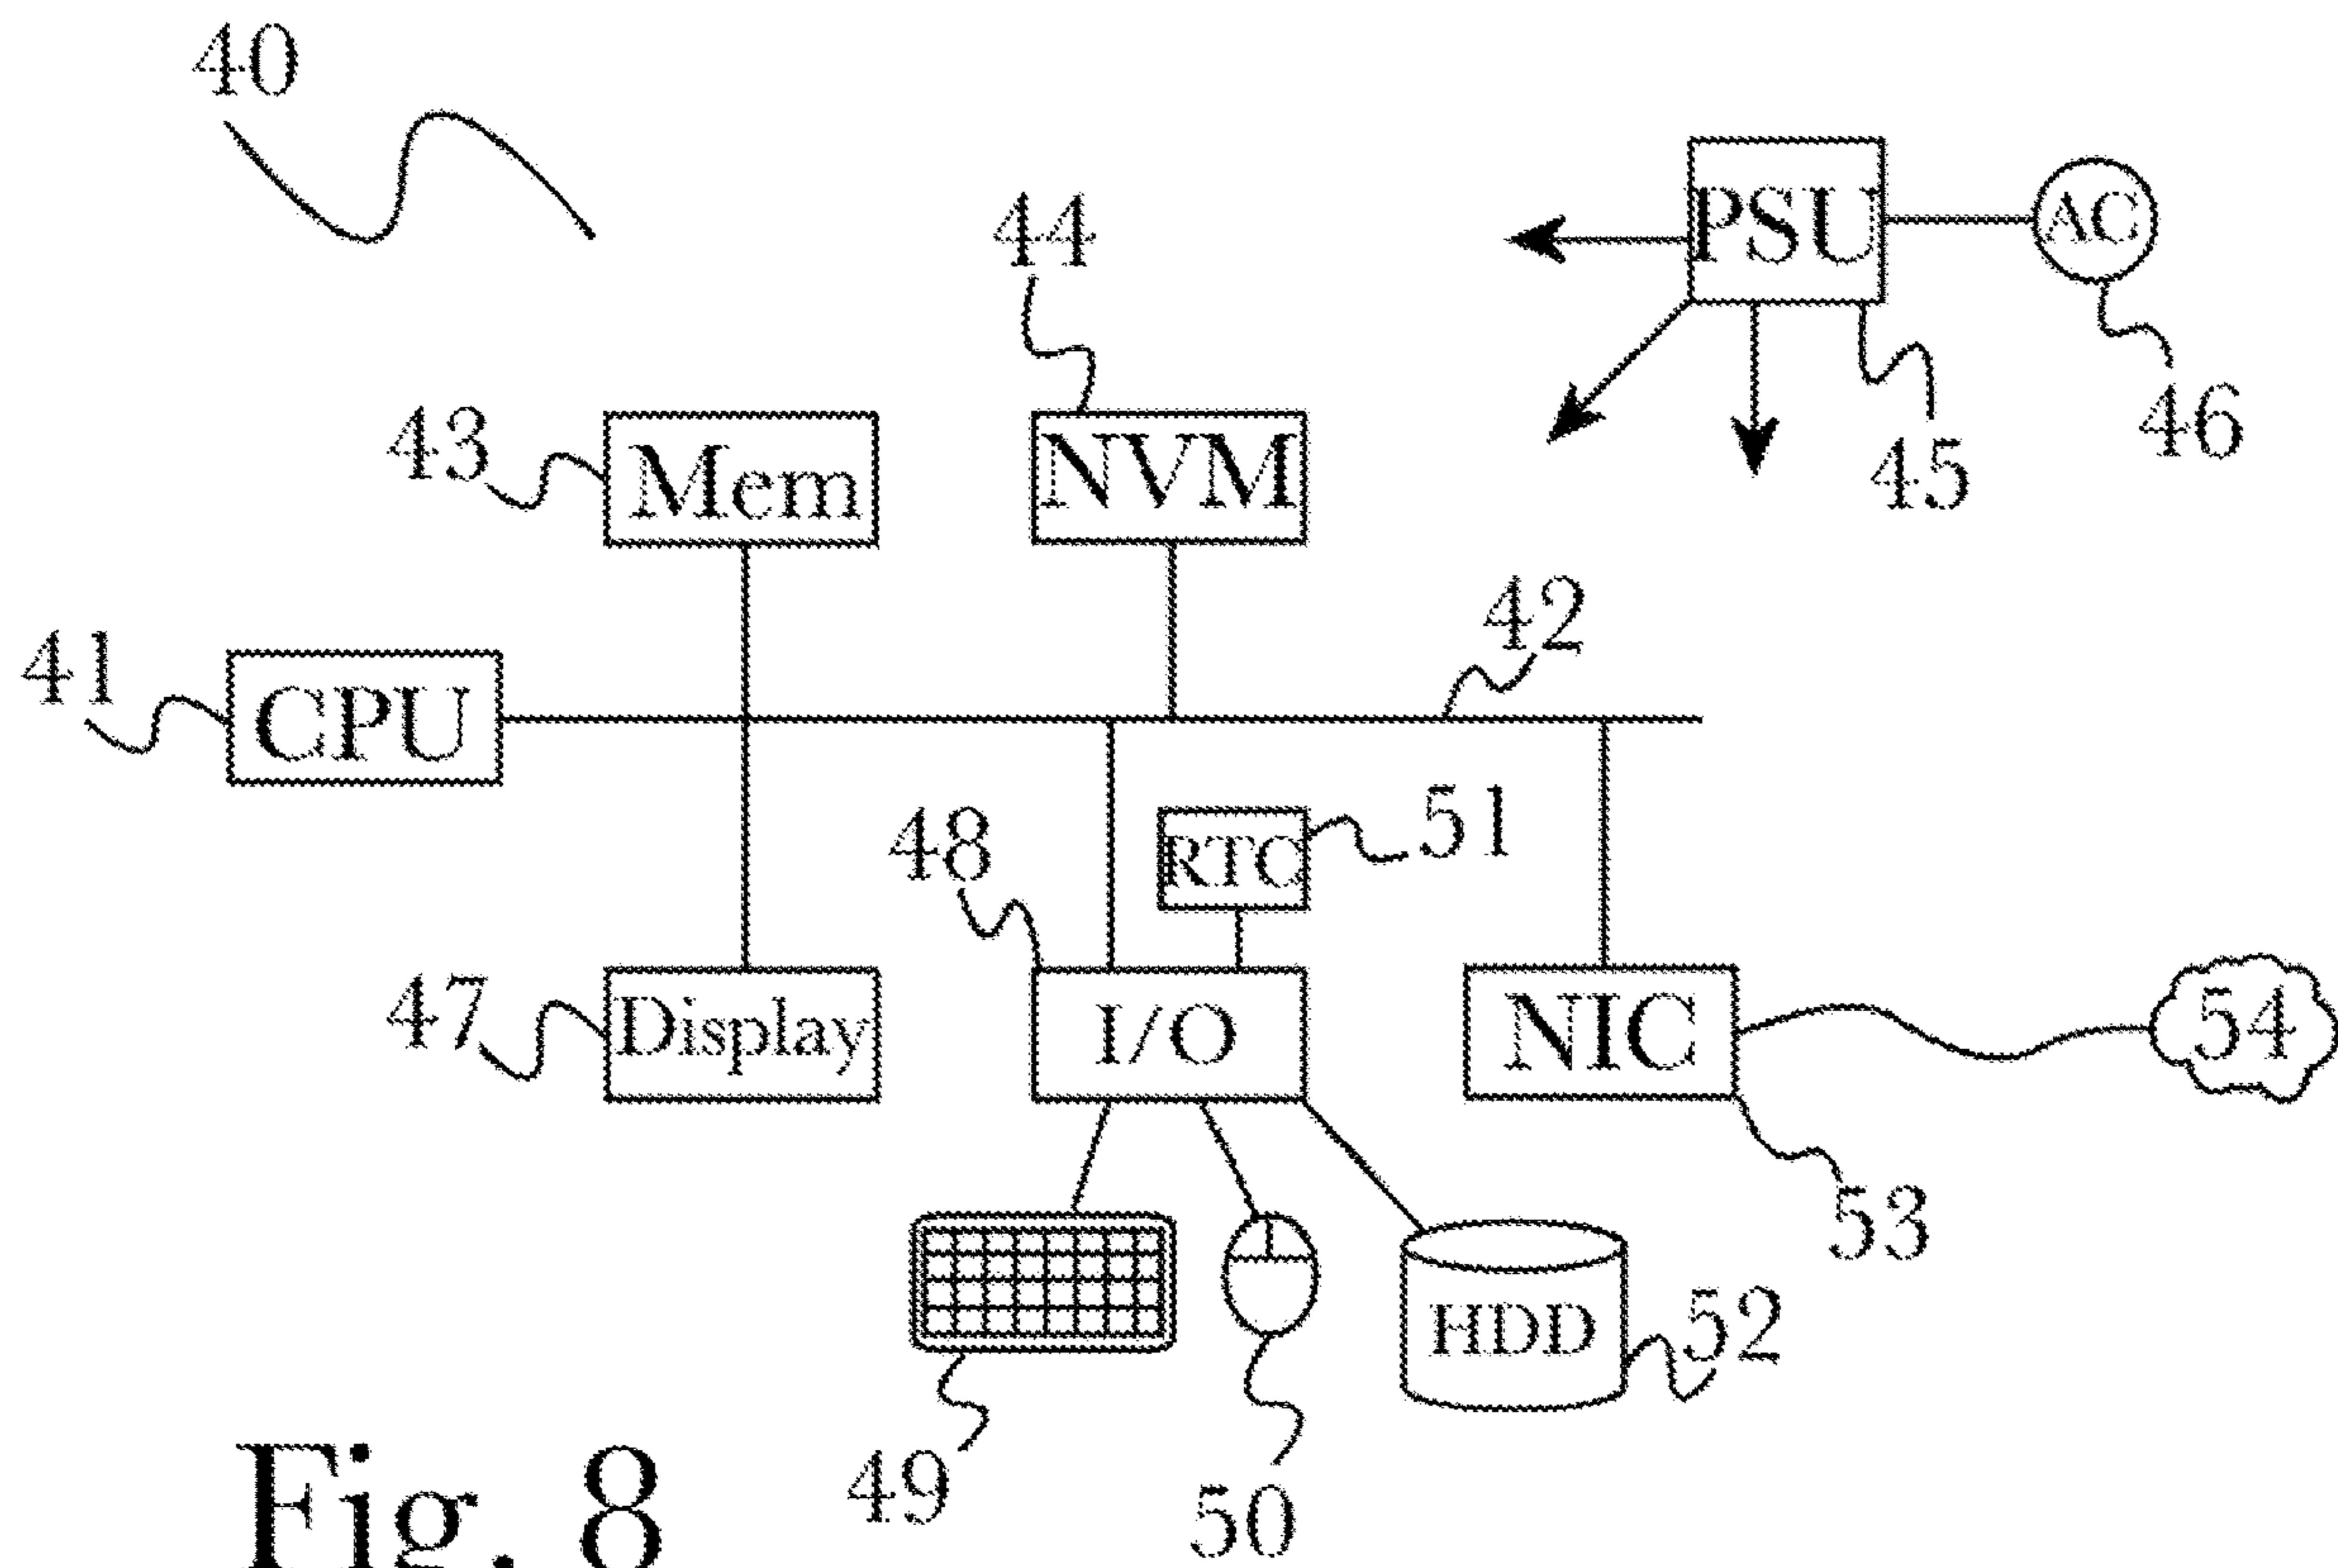 40
PSU
AC
44
43
Mem
NVM
45
46
42
41
CPU
51
48
RTC
47
Display
I/O
NIC
54
53
HDD
52
49
50
Fig. 8